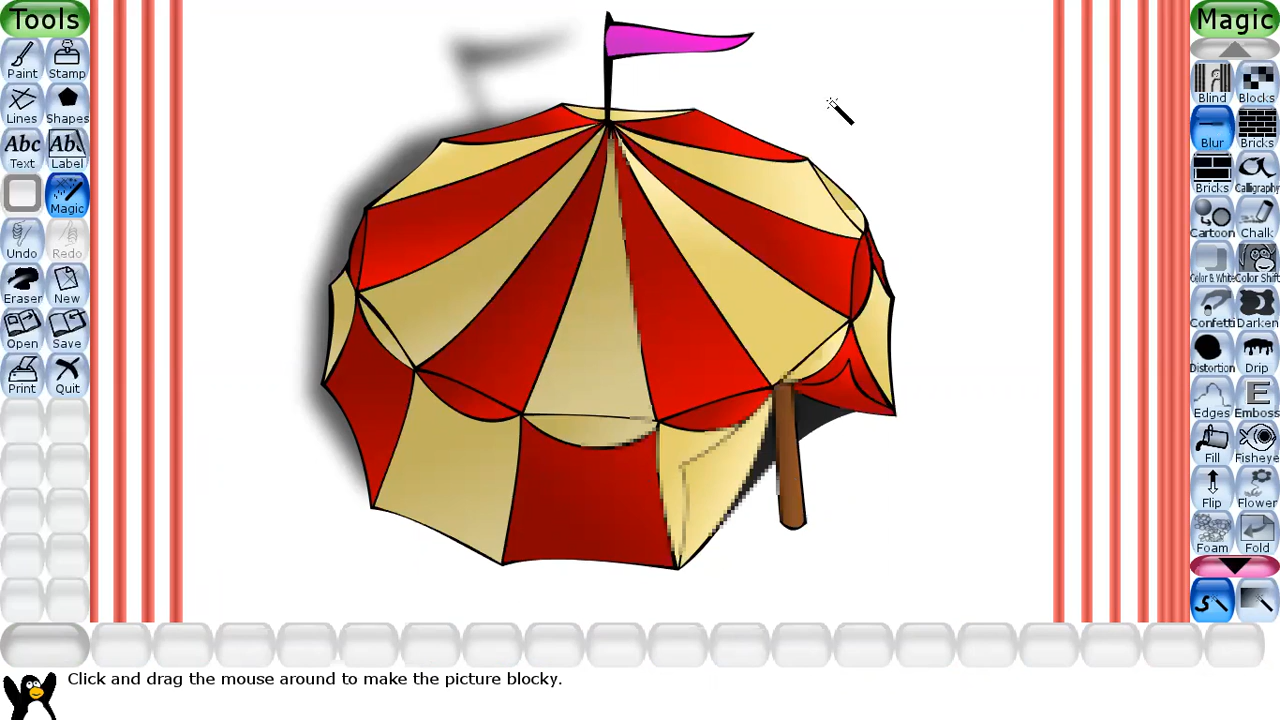 Tools
Magic
Paint Stamp
Lines Shapes
Abc Abc
Text Label
Magic
Undo Redo
Eraser New
Open Save
Print Quit
Blind Blocks
Blur Bricks
Bricks Calligraphy
Cartoon Chalk
Color & White Color Shift
Confetti Darken
Distortion Drip
E
Edges Emboss
Fill Fisheye
Flip Flower
Foam Fold
Click and drag the mouse around to make the picture blocky.